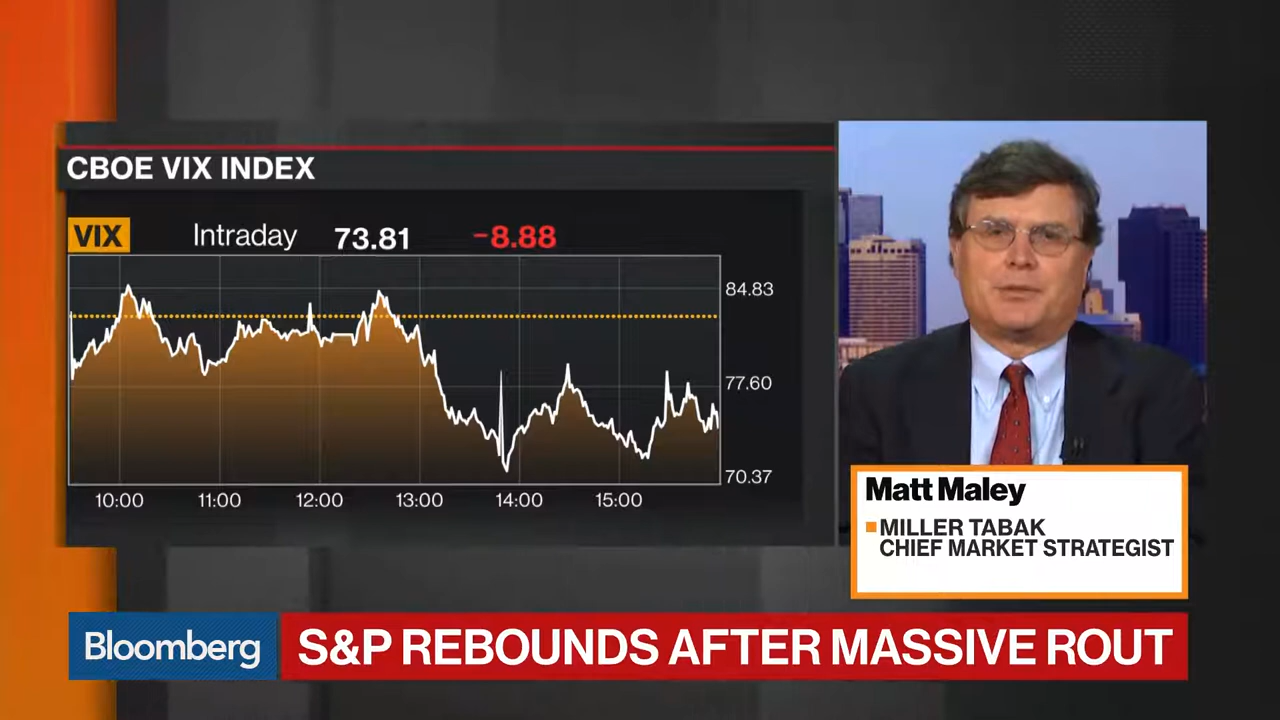 CBOE VIX INDEX
VIX Intraday 73.81 -8.88
84.83
77.60
70.37
10:00 11:00 12:00 13:00 14:00 15:00
Matt Maley
MILLER TABAK
CHIEF MARKET STRATEGIST
Bloomberg S&P REBOUNDS AFTER MASSIVE ROUT